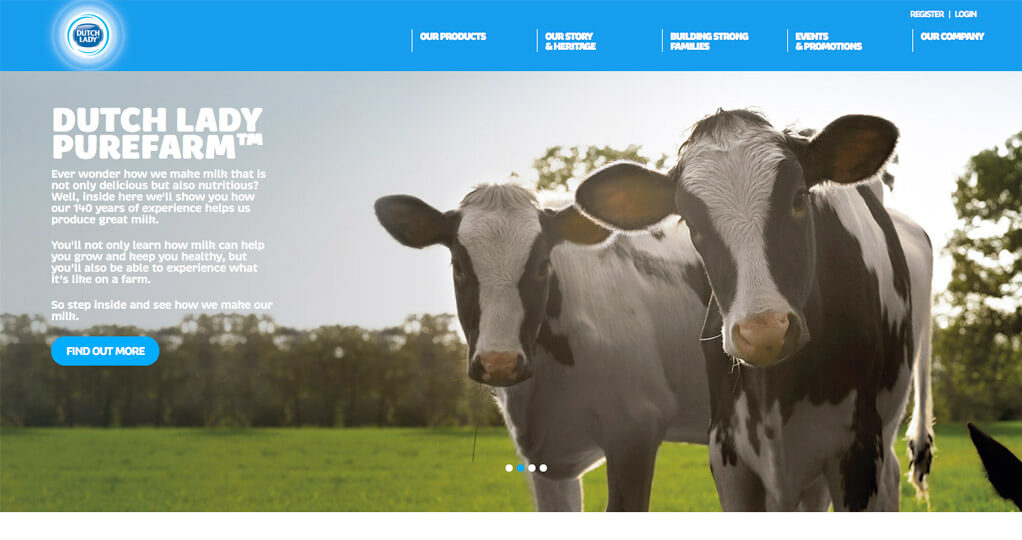 REGISTER | LOGIN
DUTCH
LADY
OUR PRODUCTS
OUR STORY
& HERITAGE
BUILDING STRONG
FAMILIES
EVENTS
& PROMOTIONS
OUR COMPANY
DUTCH LADY
PUREFARM™
Ever wonder how we make milk that is
not only delicious but also nutritious?
Well, inside here we'll show you how
our 140 years of experience helps us
produce great milk.
You'll not only learn how milk can help
you grow and keep you healthy, but
you'll also be able to experience what
it's like on a farm.
So step inside and see how we make our
milk.
FIND OUT MORE